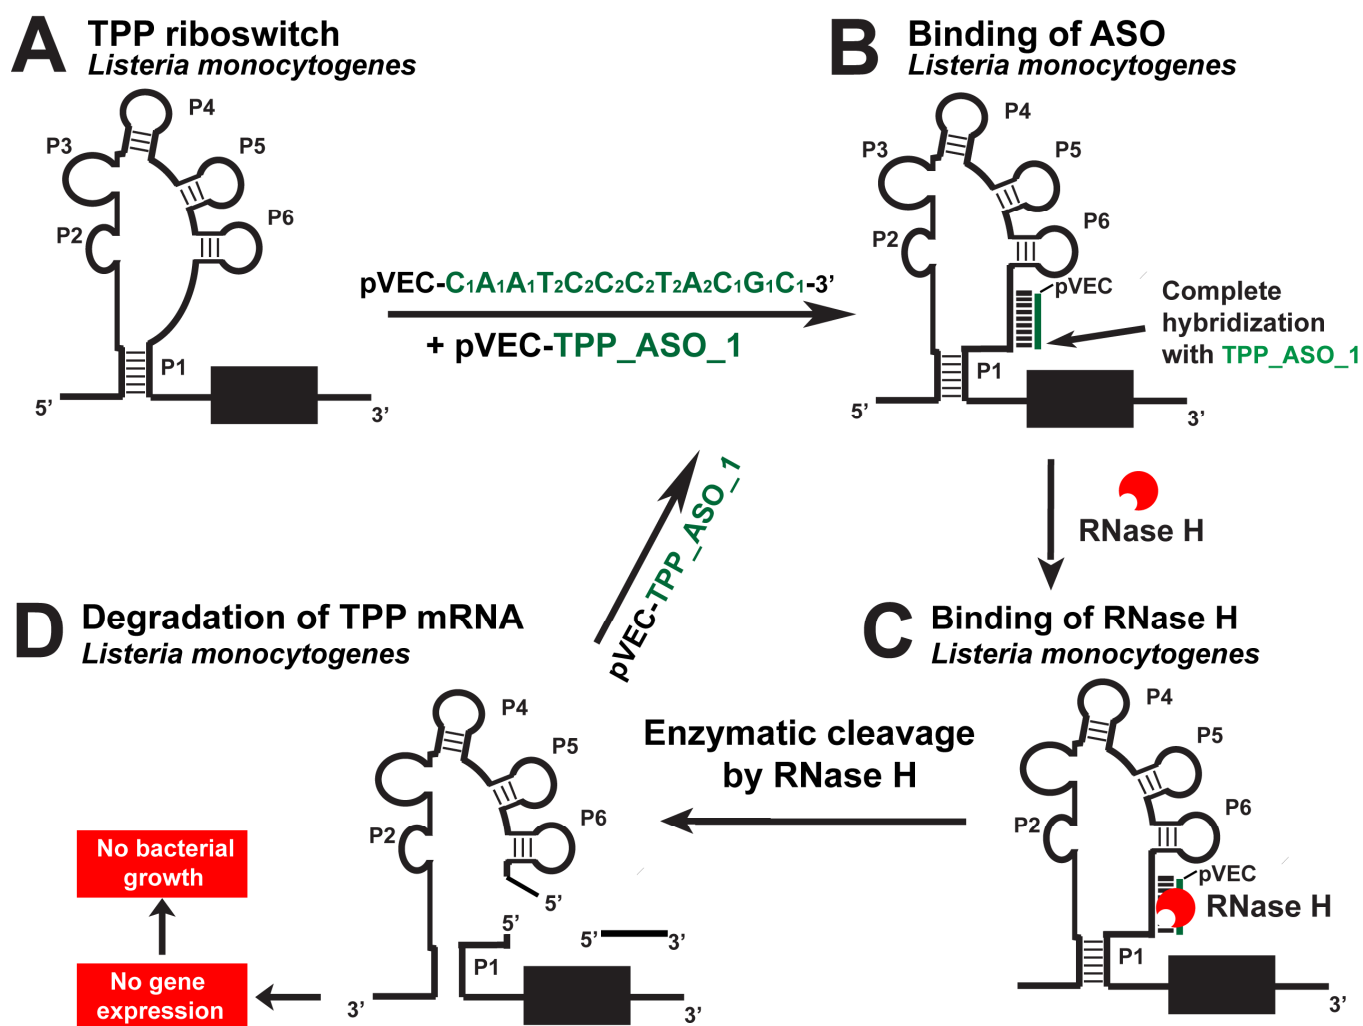 A
TPP riboswitch
Listeria monocytogenes
P4
P3
P5
P6
P2
P1
5’
3’
pVEC-C₁A₁A₁T₂C₂C₂C₂T₂A₂C₁G₁C₁-3’
+ pVEC-TPP_ASO_1
B
Binding of ASO
Listeria monocytogenes
P4
P3
P5
P6
P2
pVEC
P1
5’
3’
Complete
hybridization
with TPP_ASO_1
RNase H
C
Binding of RNase H
Listeria monocytogenes
P4
P5
P6
P2
pVEC
RNase H
P1
5’
3’
Enzymatic cleavage
by RNase H
pVEC-TPP_ASO_1
D
Degradation of TPP mRNA
Listeria monocytogenes
P4
P5
P6
P2
5’
5’
5’
3’
P1
3’
3’
No bacterial
growth
No gene
expression